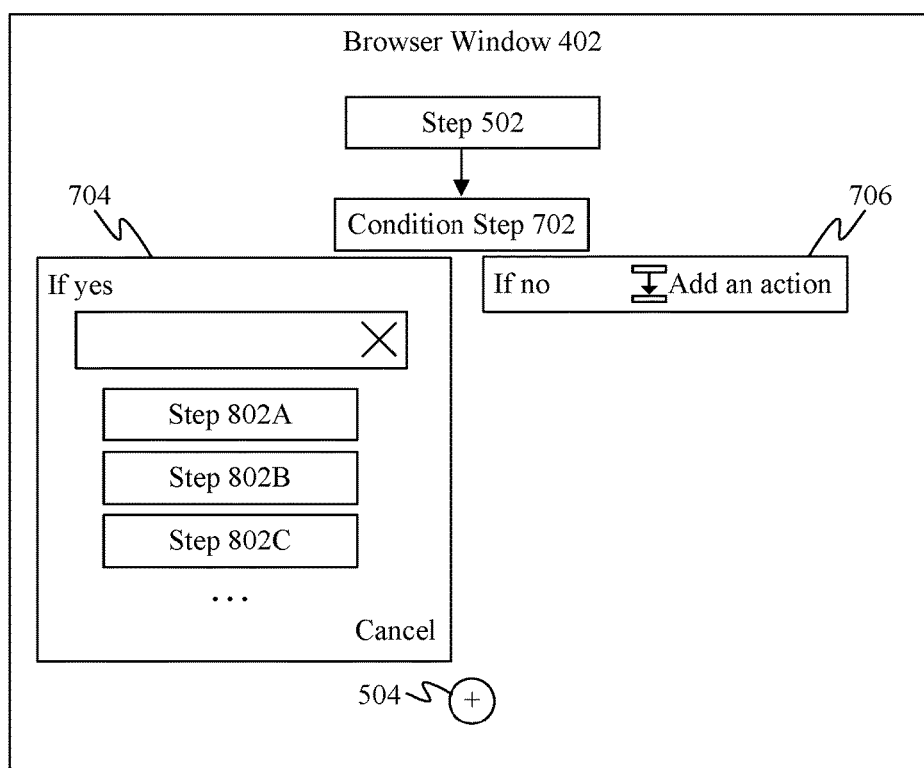 Browser Window 402
Step 502
704
Condition Step 702
706
If yes
If no
Add an action
Step 802A
Step 802B
Step 802C
...
Cancel
504
+